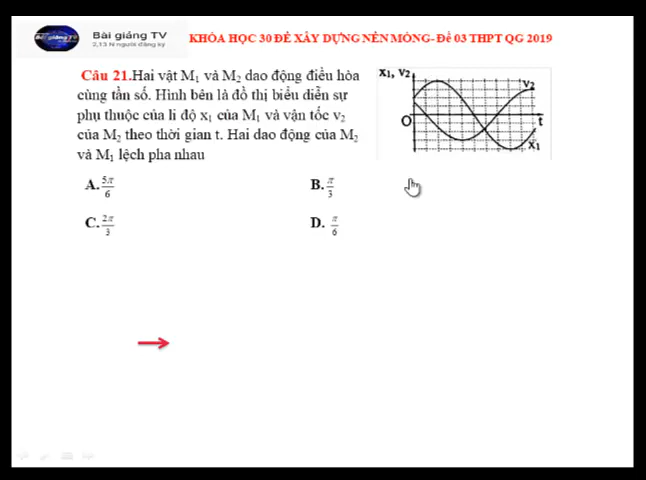 Bài giảng TV
Bài giảng TV
2,13 N người đăng ký
KHÓA HỌC 30 ĐỀ XÂY DỰNG NỀN MÓNG- Đề 03 THPT QG 2019
Câu 21.Hai vật M₁ và M₂ dao động điều hòa
cùng tần số. Hình bên là đồ thị biểu diễn sự
phụ thuộc của li độ x₁ của M₁ và vận tốc v₂
của M₂ theo thời gian t. Hai dao động của M₂
và M₁ lệch pha nhau
x₁, v₂
v₂
O
t
x₁
A. 5π/6
B. π/3
C. 2π/3
D. π/6